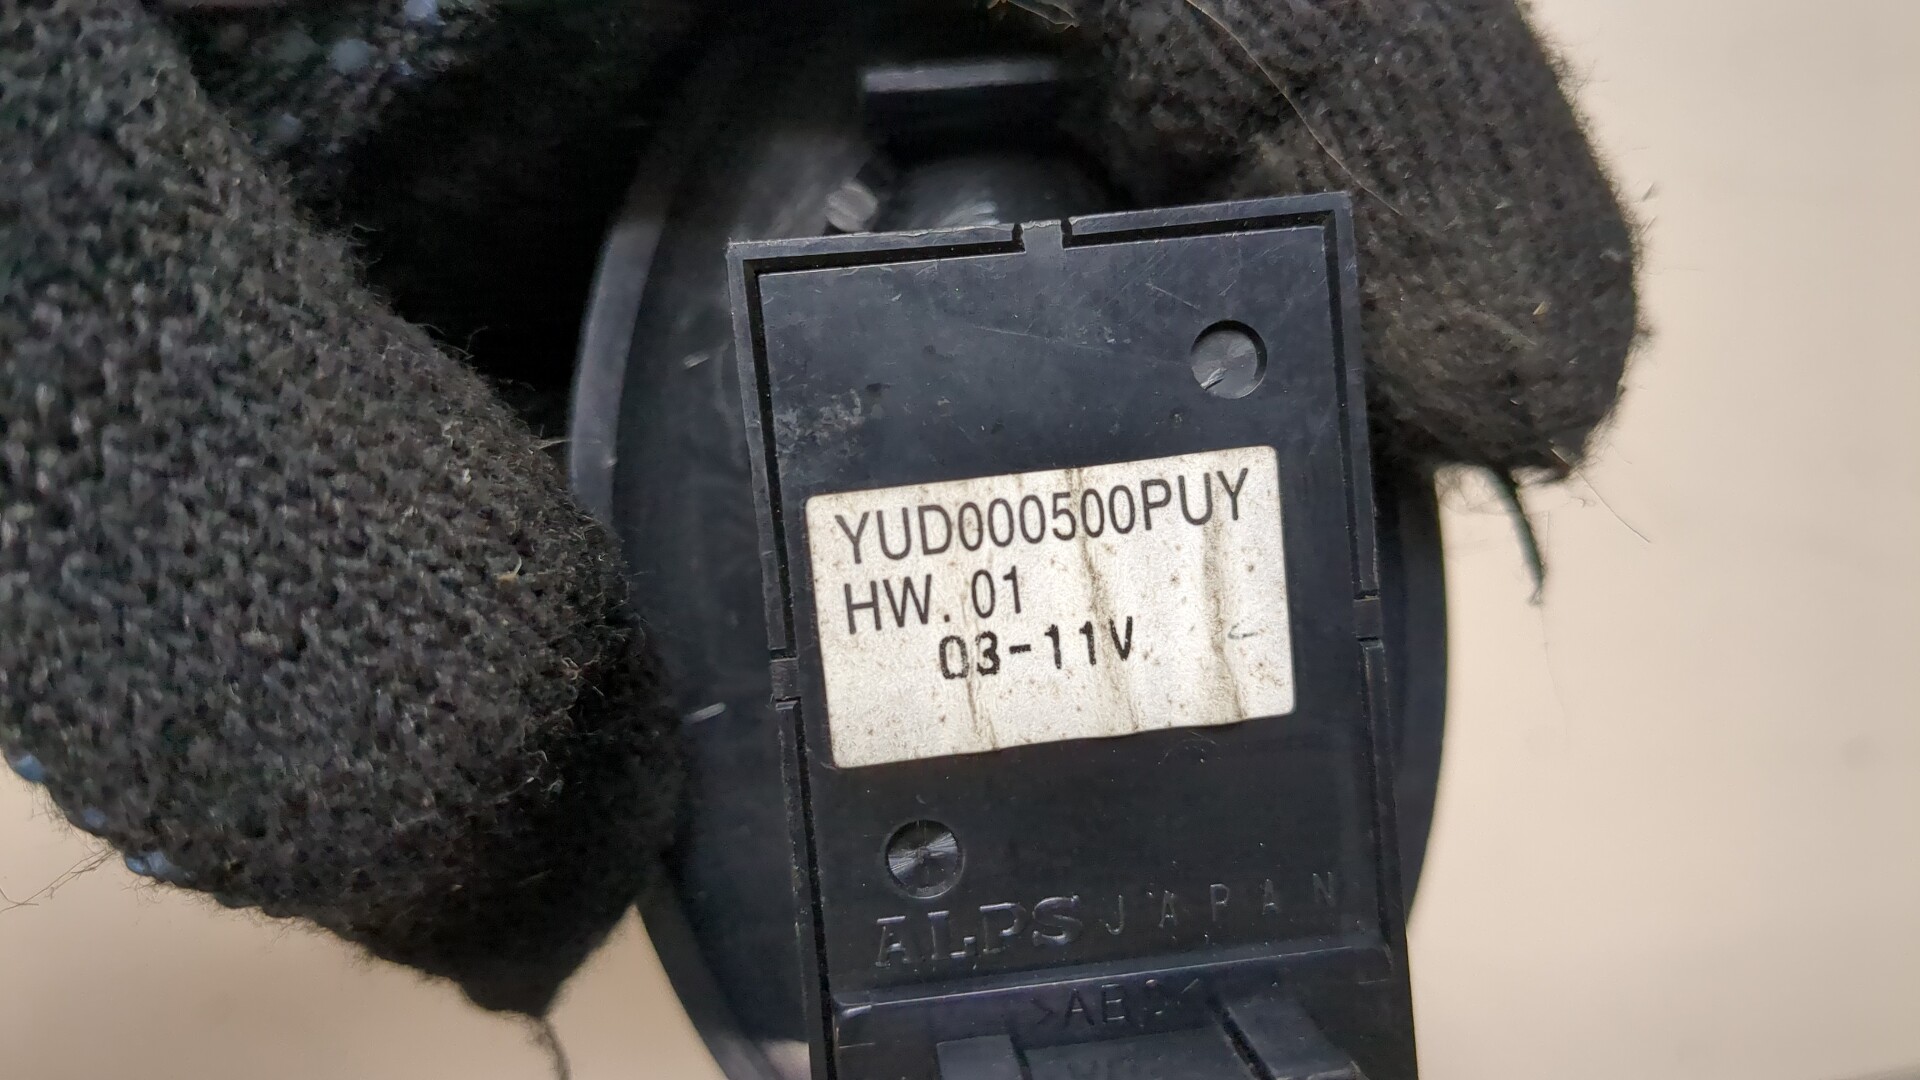 YUD000500PUY
HW. 01
03-11V
ALPS JAPAN
>ABS<